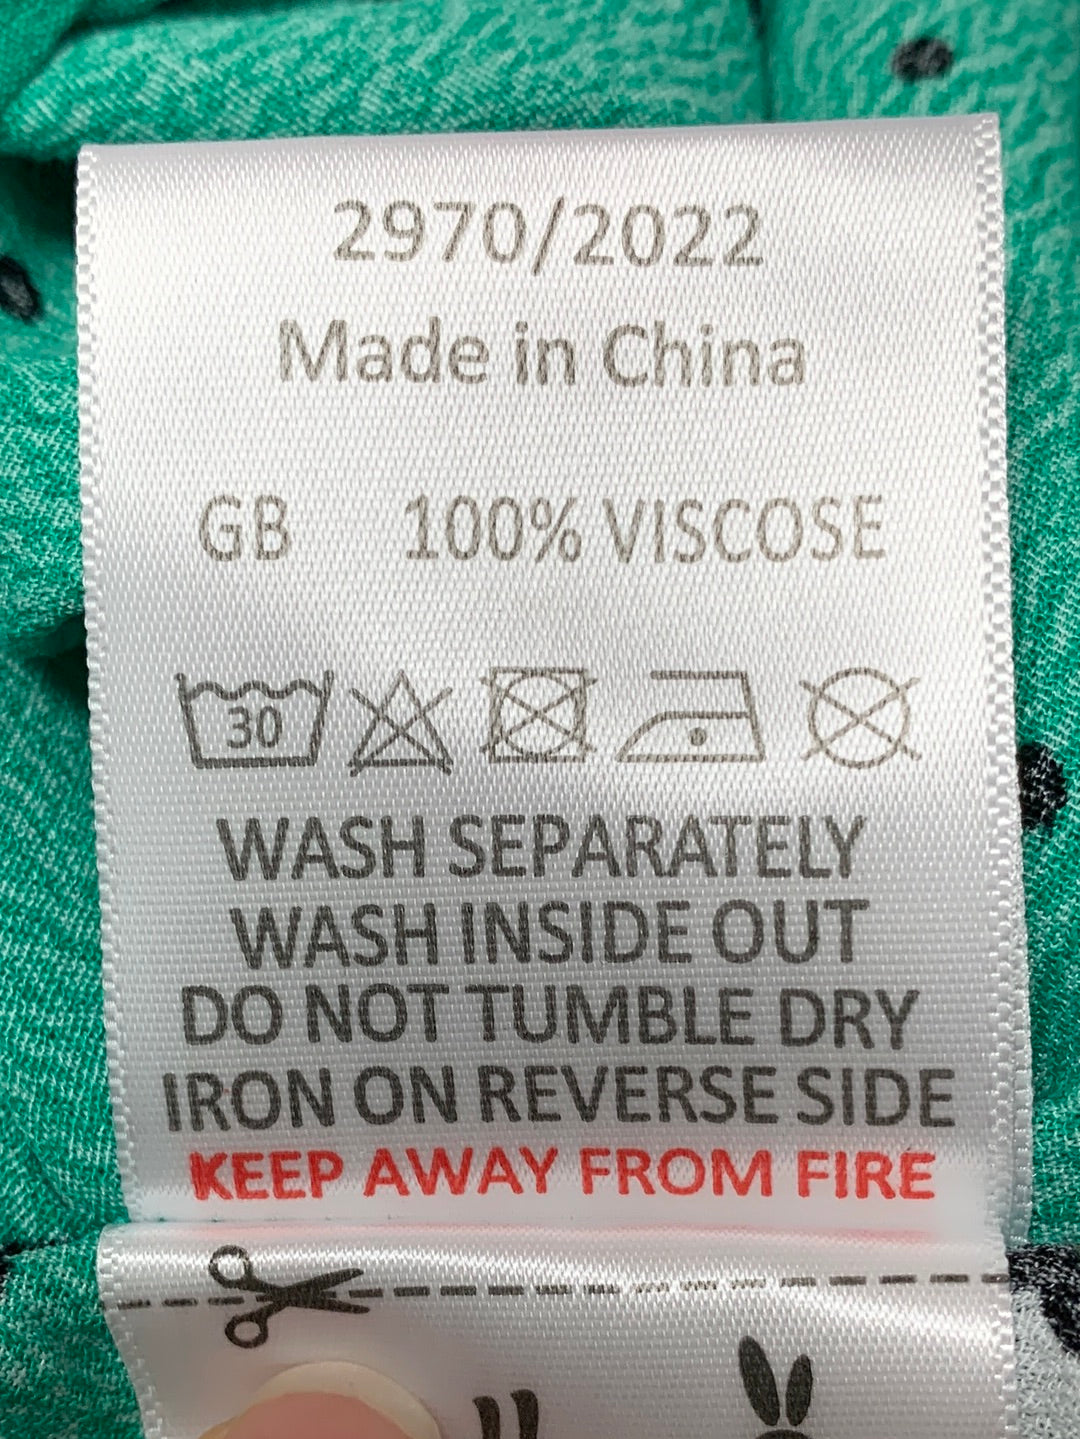 2970/2022
Made in China
GB 100% VISCOSE
30
WASH SEPARATELY
WASH INSIDE OUT
DO NOT TUMBLE DRY
IRON ON REVERSE SIDE
KEEP AWAY FROM FIRE